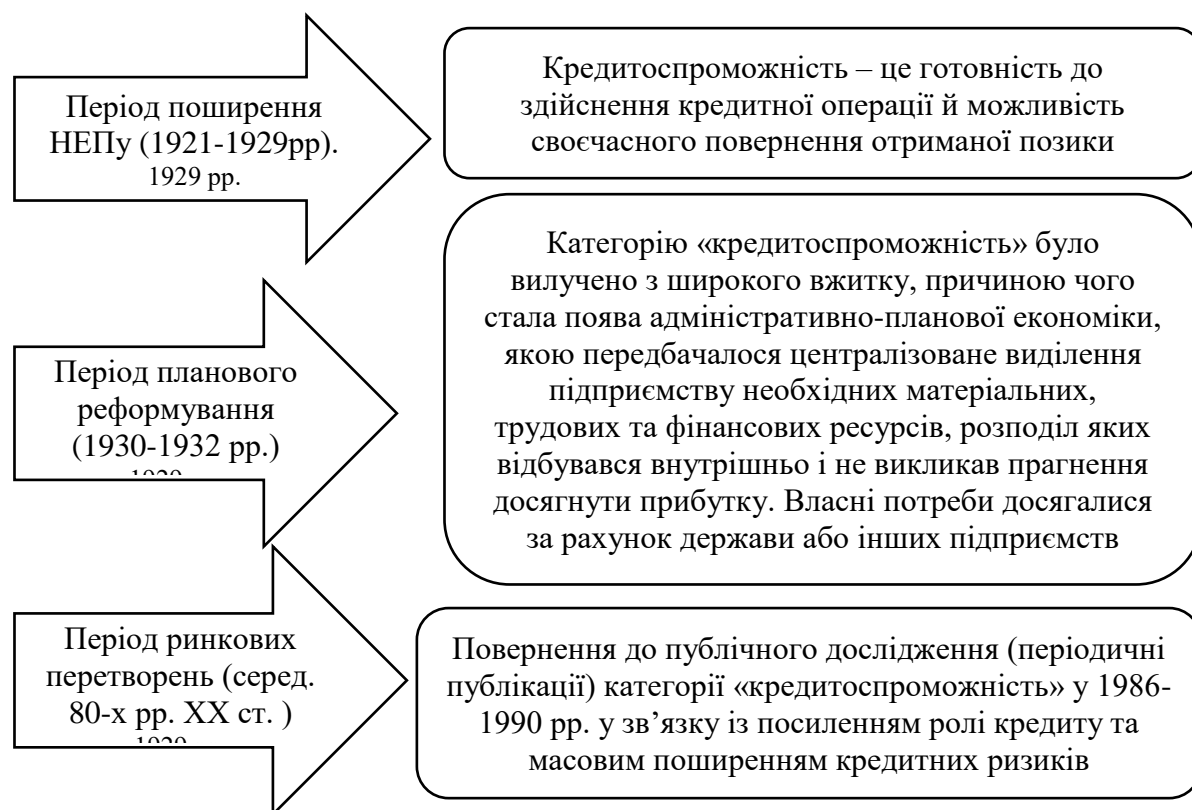 Період поширення
НЕПу (1921-1929рр).
1929 рр.
Кредитоспроможність – це готовність до
здійснення кредитної операції й можливість
своєчасного повернення отриманої позики
Період планового
реформування
(1930-1932 рр.)
Категорію «кредитоспроможність» було
вилучено з широкого вжитку, причиною чого
стала поява адміністративно-планової економіки,
якою передбачалося централізоване виділення
підприємству необхідних матеріальних,
трудових та фінансових ресурсів, розподіл яких
відбувався внутрішньо і не викликав прагнення
досягнути прибутку. Власні потреби досягалися
за рахунок держави або інших підприємств
Період ринкових
перетворень (серед.
80-х рр. ХХ ст. )
Повернення до публічного дослідження (періодичні
публікації) категорії «кредитоспроможність» у 1986-
1990 рр. у зв’язку із посиленням ролі кредиту та
масовим поширенням кредитних ризиків